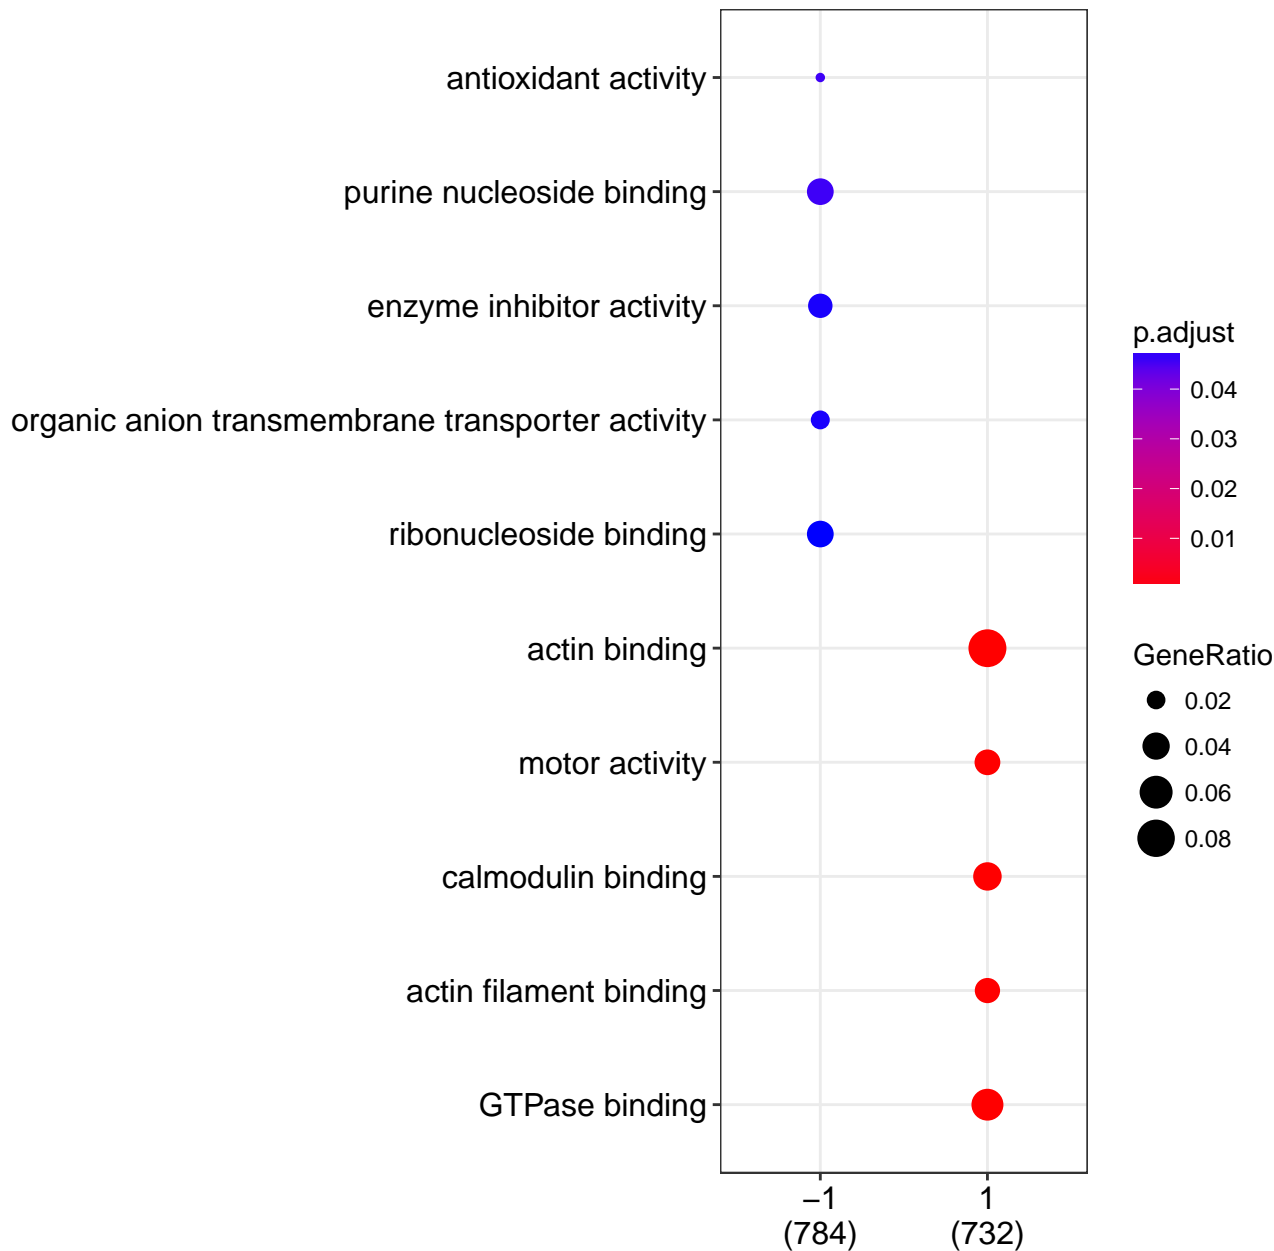 antioxidant activity
purine nucleoside binding
enzyme inhibitor activity
organic anion transmembrane transporter activity
ribonucleoside binding
actin binding
motor activity
calmodulin binding
actin filament binding
GTPase binding
−1
(784)
1
(732)
p.adjust
0.04
0.03
0.02
0.01
GeneRatio
0.02
0.04
0.06
0.08